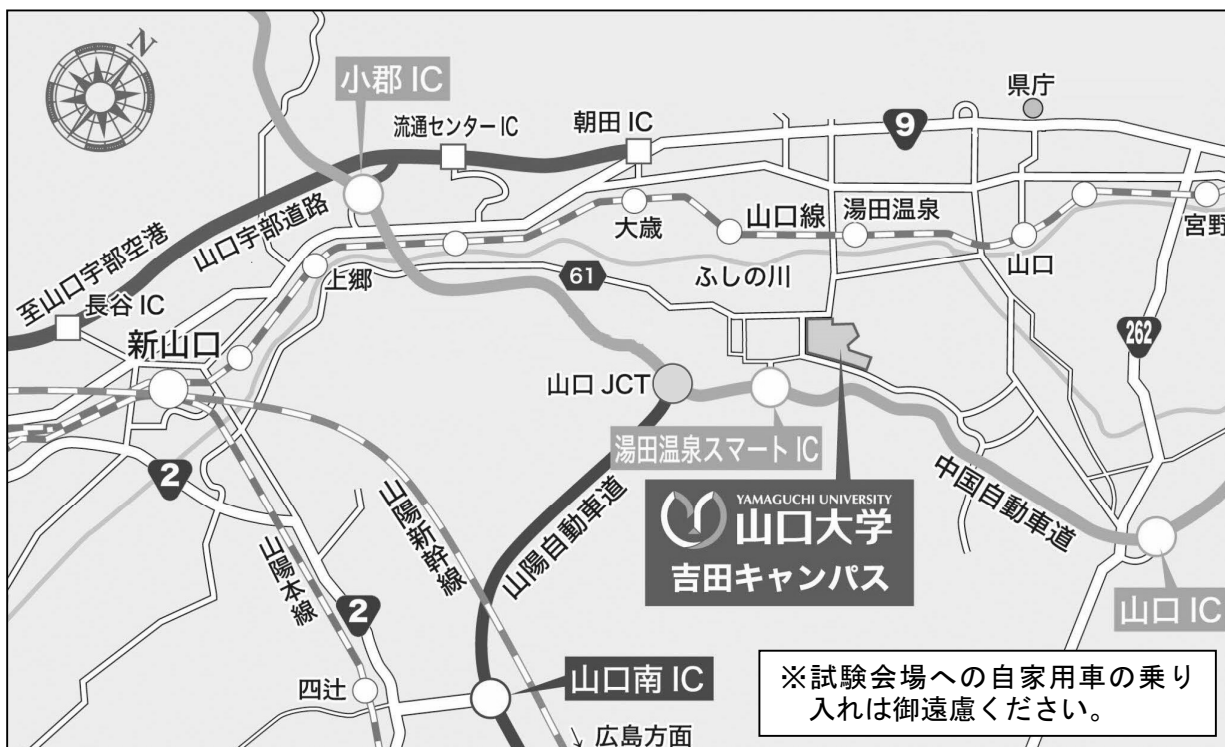 N
小郡 IC
流通センターIC
朝田 IC
9
県庁
至山口宇部空港
山口宇部道路
長谷 IC
新山口
上郷
大歳
山口線
湯田温泉
山口
宮野
61
ふしの川
262
山口 JCT
湯田温泉スマート IC
2
山陽本線
山陽新幹線
山陽自動車道
中国自動車道
YAMAGUCHI UNIVERSITY
山口大学
吉田キャンパス
2
四辻
山口南 IC
山口 IC
↘ 広島方面
※試験会場への自家用車の乗り
入れは御遠慮ください。